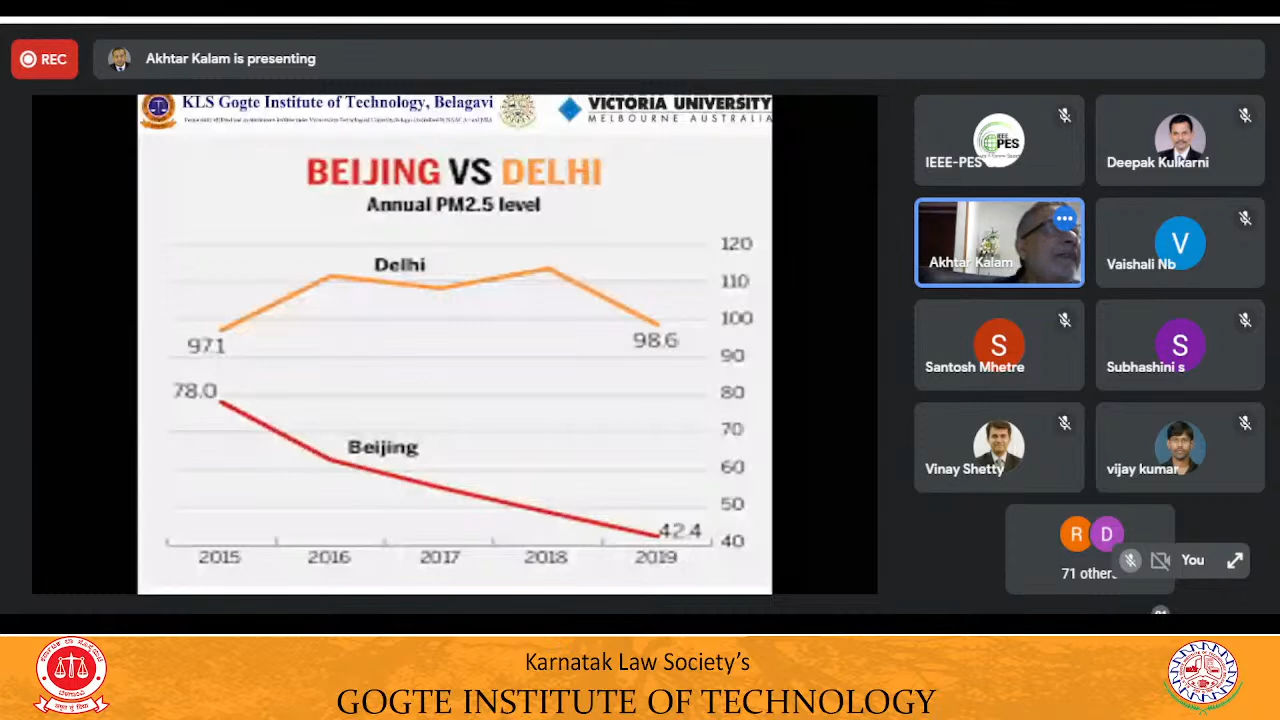 REC
Akhtar Kalam is presenting
KLS Gogte Institute of Technology, Belagavi
VICTORIA UNIVERSITY
MELBOURNE AUSTRALIA
BEIJING VS DELHI
Annual PM2.5 level
120
Delhi
110
100
97.1
98.6
90
78.0
80
70
Beijing
60
50
42.4
40
2015 2016 2017 2018 2019
IEEE PES
IEEE-PES
Deepak Kulkarni
Akhtar Kalam
V
Vaishali Nb
S
Santosh Mhetre
S
Subhashini s
Vinay Shetty
vijay kumar
R D
71 others
You
Karnatak Law Society's
GOGTE INSTITUTE OF TECHNOLOGY